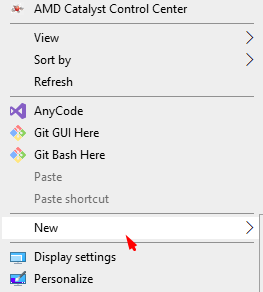 AMD Catalyst Control Center
View
Sort by
Refresh
AnyCode
Git GUI Here
Git Bash Here
Paste
Paste shortcut
New
Display settings
Personalize